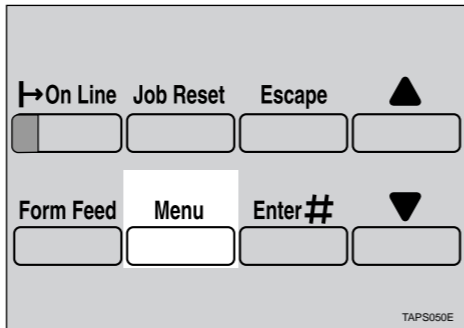 On Line Job Reset Escape
Form Feed Menu Enter #
TAPS050E